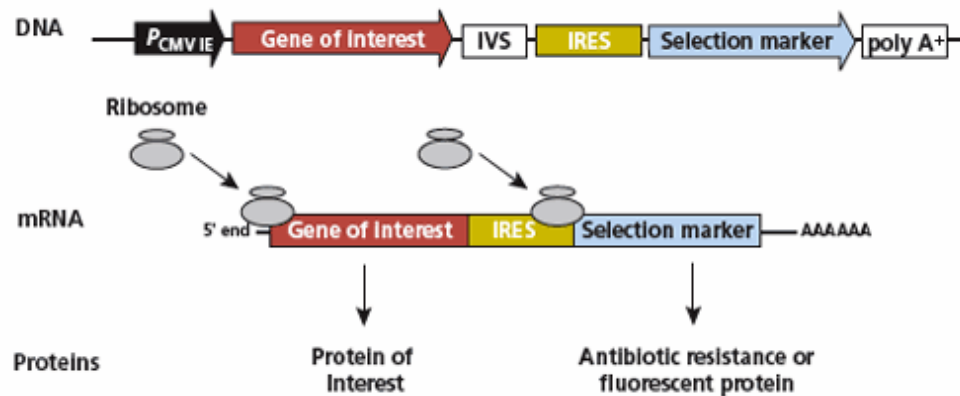 DNA
PCMV IE
Gene of Interest
IVS
IRES
Selection marker
poly A+
Ribosome
mRNA
5' end
Gene of Interest
IRES
Selection marker
AAAAAA
Proteins
Protein of
Interest
Antibiotic resistance or
fluorescent protein